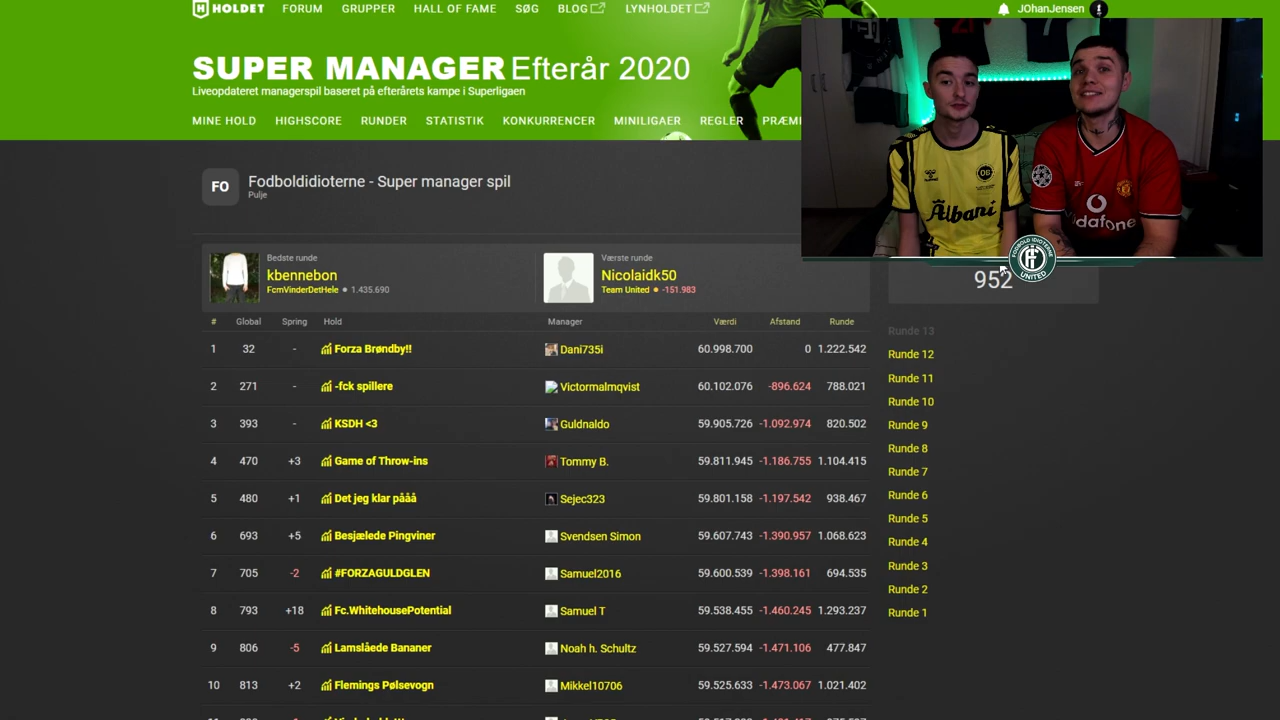 HOLDET FORUM GRUPPER HALL OF FAME SØG BLOG LYNHOLDET JOhanJensen
SUPER MANAGER Efterår 2020
Liveopdateret managerspil baseret på efterårets kampe i Superligaen
MINE HOLD HIGHSCORE RUNDER STATISTIK KONKURRENCER MINILIGAER REGLER PRÆMI
FO Fodboldidioterne - Super manager spil
Pulje
OB
Albani
vodafone
FODBOLD IDIOTERNE
UNITED
Bedste runde
kbennebon
FcmVinderDetHele 1.435.690
Værste runde
Nicolaidk50
Team United -151.983
952
# Global Spring Hold Manager Værdi Afstand Runde
1 32 - Forza Brøndby!! Dani735i 60.998.700 0 1.222.542
2 271 - -fck spillere Victormalmqvist 60.102.076 -896.624 788.021
3 393 - KSDH <3 Guldnaldo 59.905.726 -1.092.974 820.502
4 470 +3 Game of Throw-ins Tommy B. 59.811.945 -1.186.755 1.104.415
5 480 +1 Det jeg klar pååå Sejec323 59.801.158 -1.197.542 938.467
6 693 +5 Besjælede Pingviner Svendsen Simon 59.607.743 -1.390.957 1.068.623
7 705 -2 #FORZAGULDGLEN Samuel2016 59.600.539 -1.398.161 694.535
8 793 +18 Fc.WhitehousePotential Samuel T 59.538.455 -1.460.245 1.293.237
9 806 -5 Lamslåede Bananer Noah h. Schultz 59.527.594 -1.471.106 477.847
10 813 +2 Flemings Pølsevogn Mikkel10706 59.525.633 -1.473.067 1.021.402
Runde 13
Runde 12
Runde 11
Runde 10
Runde 9
Runde 8
Runde 7
Runde 6
Runde 5
Runde 4
Runde 3
Runde 2
Runde 1